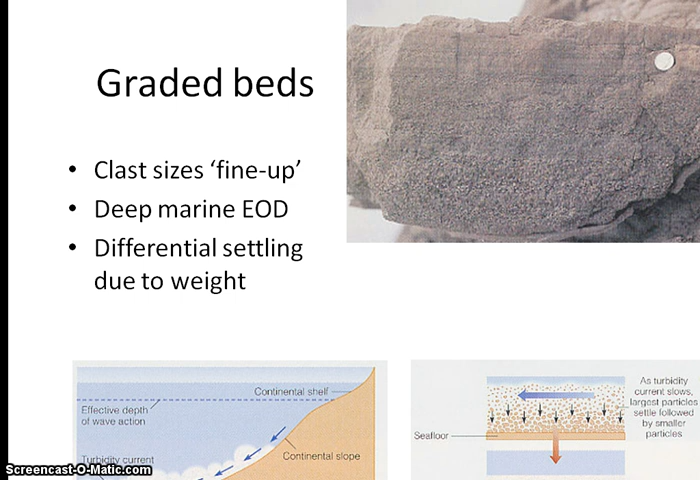 Graded beds
• Clast sizes ‘fine-up’
• Deep marine EOD
• Differential settling
due to weight
Continental shelf
Effective depth
of wave action
Continental slope
Turbidity current
As turbidity
current slows,
largest particles
settle followed
by smaller
particles
Seafloor
Screencast-O-Matic.com